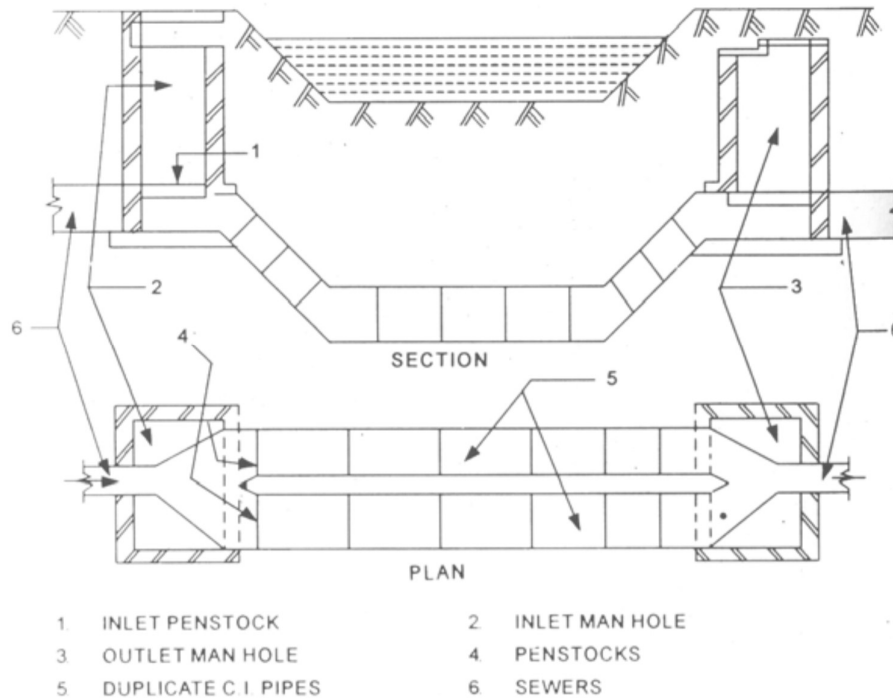 1
2
3
6
SECTION
4
5
PLAN
1. INLET PENSTOCK
2. INLET MAN HOLE
3 OUTLET MAN HOLE
4. PENSTOCKS
5 DUPLICATE C.I. PIPES
6. SEWERS